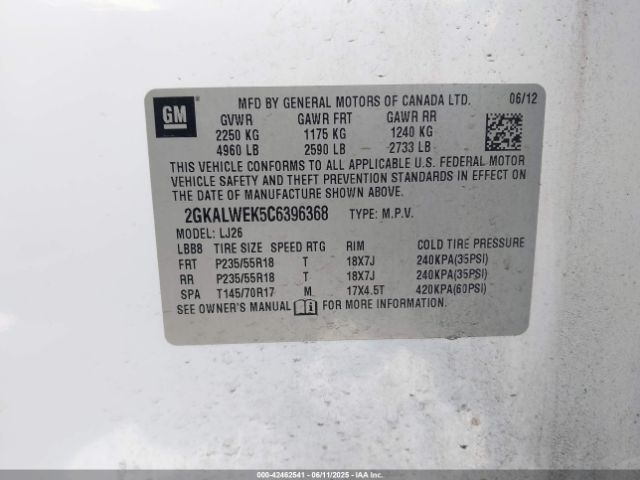 GM
MFD BY GENERAL MOTORS OF CANADA LTD. 06/12
GVWR GAWR FRT GAWR RR
2250 KG 1175 KG 1240 KG
4960 LB 2590 LB 2733 LB
THIS VEHICLE CONFORMS TO ALL APPLICABLE U.S. FEDERAL MOTOR
VEHICLE SAFETY AND THEFT PREVENTION STANDARDS IN EFFECT ON
THE DATE OF MANUFACTURE SHOWN ABOVE.
2GKALWEK5C6396368 TYPE: M.P.V.
MODEL: LJ26
LBB8 TIRE SIZE SPEED RTG RIM COLD TIRE PRESSURE
FRT P235/55R18 T 18X7J 240KPA(35PSI)
RR P235/55R18 T 18X7J 240KPA(35PSI)
SPA T145/70R17 M 17X4.5T 420KPA(60PSI)
SEE OWNER'S MANUAL FOR MORE INFORMATION.
000-42462541 - 06/11/2025 - IAAI.COM